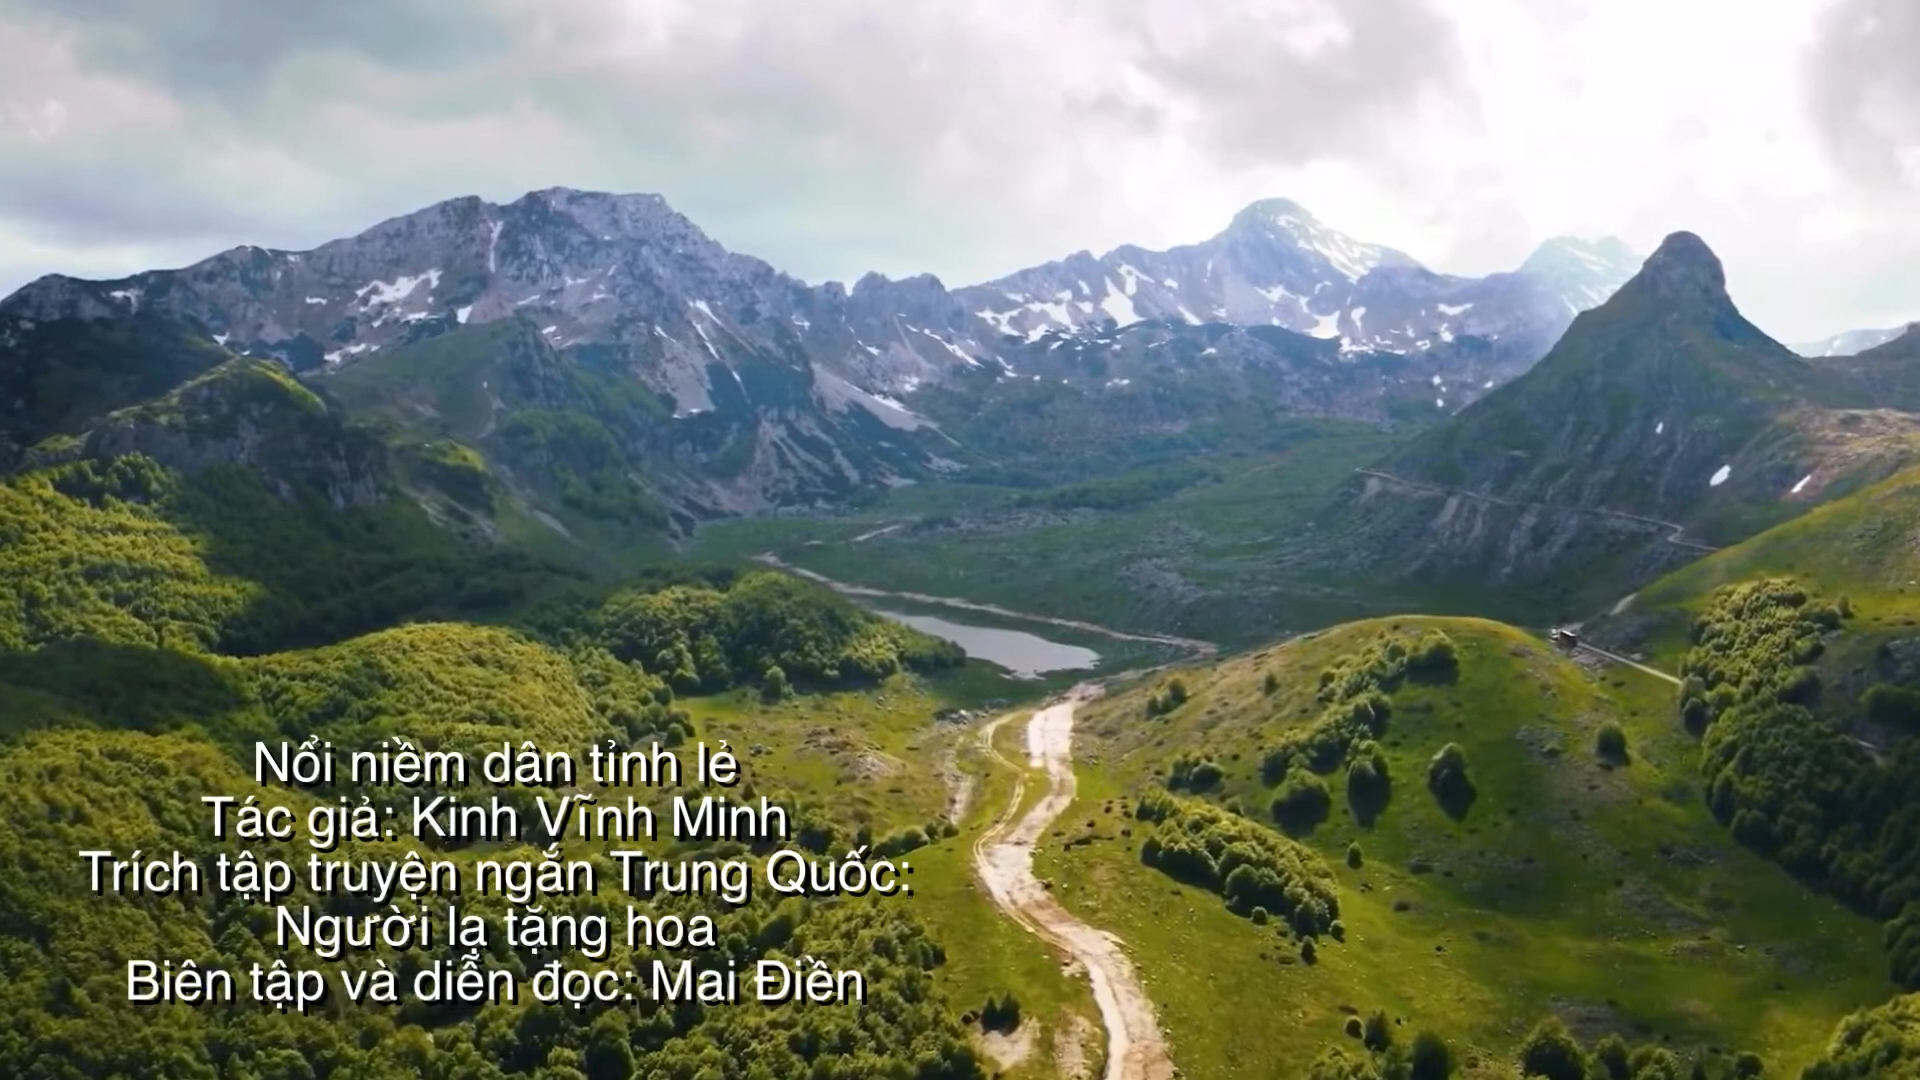 Nổi niềm dân tỉnh lẻ
Tác giả: Kinh Vĩnh Minh
Trích tập truyện ngắn Trung Quốc:
Người lạ tặng hoa
Biên tập và diễn đọc: Mai Điền